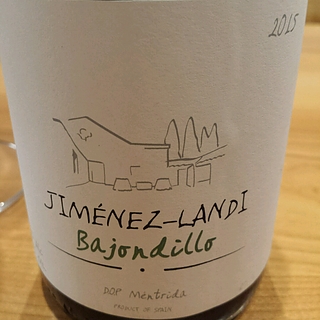 2015
JIMÉNEZ-LANDI
Bajondillo
DOP Méntrida
PRODUCT OF SPAIN